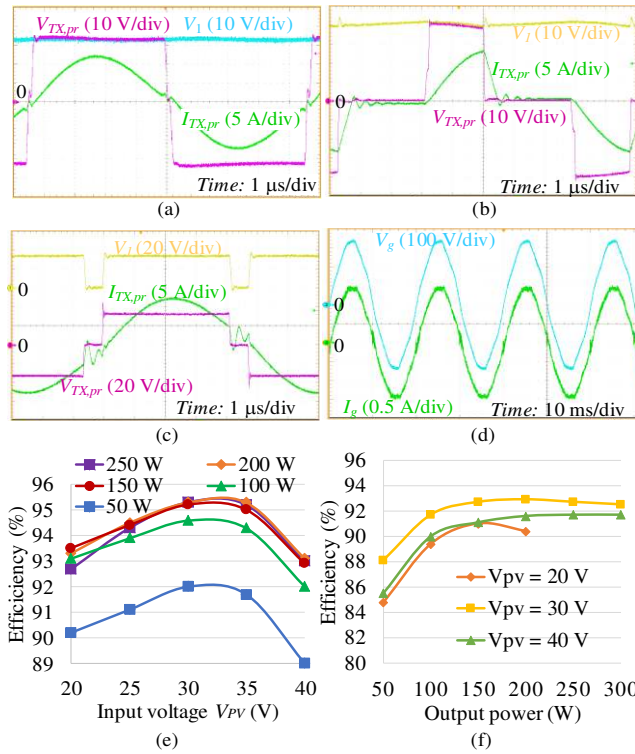 V_TX,pr (10 V/div) V_1 (10 V/div)
0
I_TX,pr (5 A/div)
Time: 1 µs/div
(a)
V_I (10 V/div)
I_TX,pr (5 A/div)
0
V_TX,pr (10 V/div)
Time: 1 µs/div
(b)
V_I (20 V/div)
0
I_TX,pr (5 A/div)
0
V_TX,pr (20 V/div)
Time: 1 µs/div
(c)
V_g (100 V/div)
0
0
I_g (0.5 A/div)
Time: 10 ms/div
(d)
250 W 200 W
150 W 100 W
50 W
Efficiciency (%)
96
95
94
93
92
91
90
89
20 25 30 35 40
Input voltage V_PV (V)
(e)
Efficiency (%)
96
94
92
90
88
86
84
82
80
Vpv = 20 V
Vpv = 30 V
Vpv = 40 V
50 100 150 200 250 300
Output power (W)
(f)